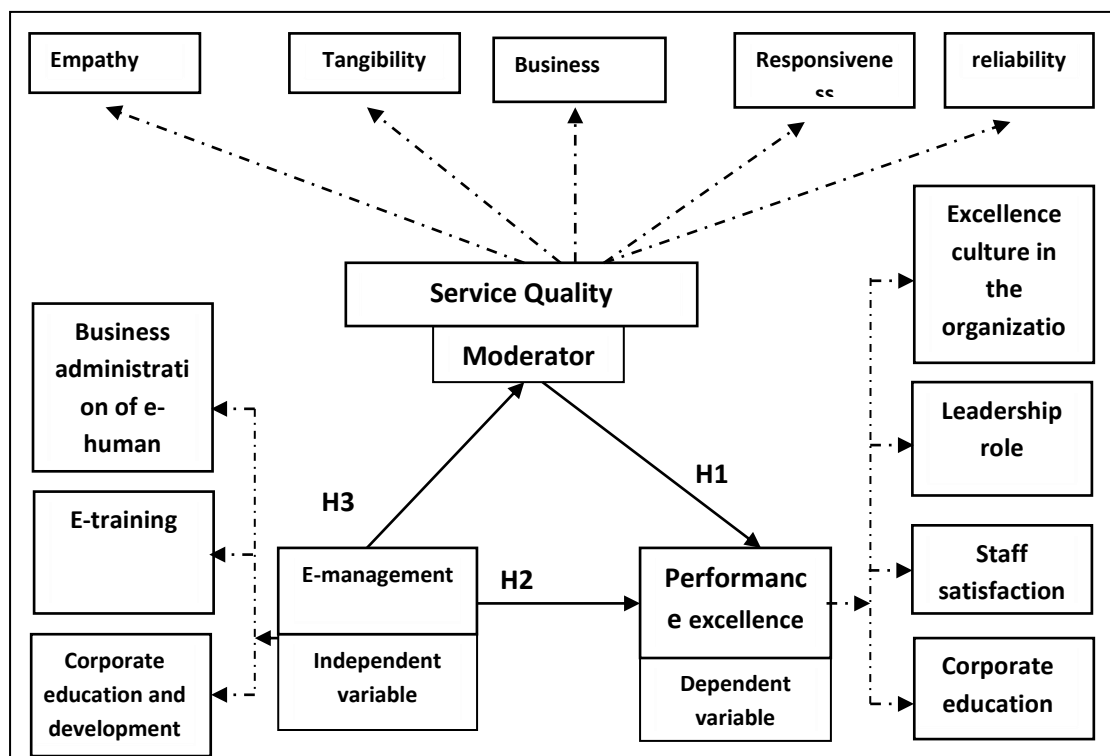 Empathy
Tangibility
Business
Responsivene
ss
reliability
Excellence
culture in
the
organizatio
Service Quality
Moderator
Business
administrati
on of e-
human
Leadership
role
H1
H3
E-training
E-management
H2
Performanc
e excellence
Staff
satisfaction
Corporate
education and
development
Independent
variable
Dependent
variable
Corporate
education